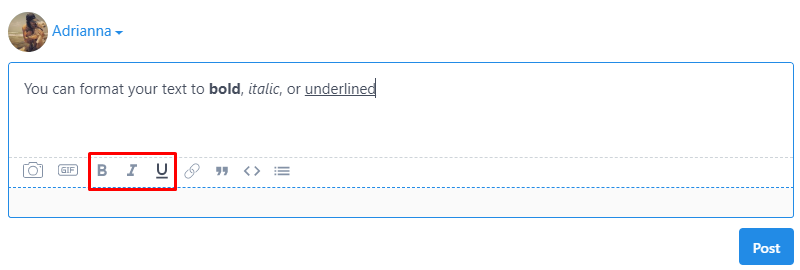 Adrianna
You can format your text to bold, italic, or underlined
GIF B I U
Post